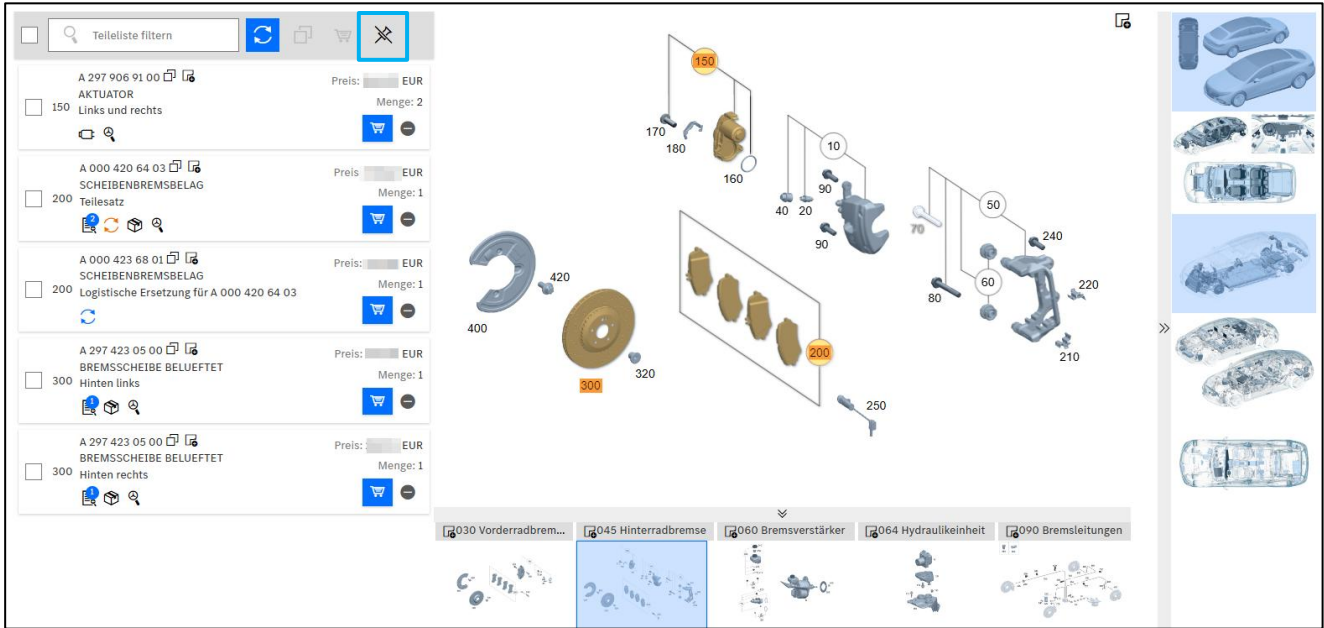 Teileliste filtern
A 297 906 91 00
Preis: EUR
AKTUATOR
150
Links und rechts
Menge: 2
A 000 420 64 03
Preis EUR
SCHEIBENBREMSBELAG
200
Teilesatz
Menge: 1
2
A 000 423 68 01
Preis: EUR
SCHEIBENBREMSBELAG
200
Logistische Ersetzung für A 000 420 64 03
Menge: 1
A 297 423 05 00
Preis: EUR
BREMSSCHEIBE BELUEFTET
300
Hinten links
Menge: 1
1
A 297 423 05 00
Preis: EUR
BREMSSCHEIBE BELUEFTET
300
Hinten rechts
Menge: 1
1
150
170
180
160
10
90
40 20
90
50
70
240
60
80
220
210
420
400
320
300
200
250
030 Vorderradbrem...
045 Hinterradbremse
060 Bremsverstärker
064 Hydraulikeinheit
090 Bremsleitungen